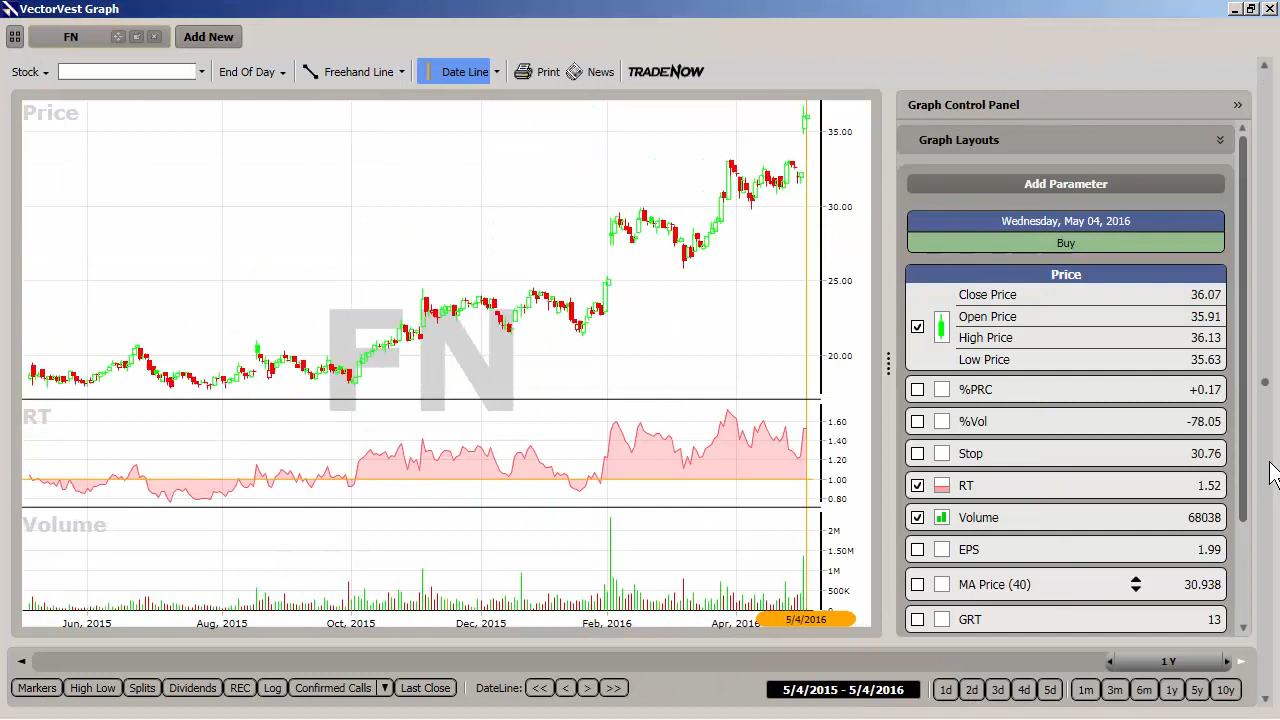 VectorVest Graph
FN
Add New
Stock
End Of Day
Freehand Line
Date Line
Print
News
TRADENOW
Price
35.00
30.00
25.00
20.00
FN
RT
1.60
1.40
1.20
1.00
0.80
Volume
2M
1.50M
1M
500K
0
Jun, 2015
Aug, 2015
Oct, 2015
Dec, 2015
Feb, 2016
Apr, 2016
5/4/2016
Graph Control Panel »
Graph Layouts
Add Parameter
Wednesday, May 04, 2016
Buy
Price
Close Price 36.07
Open Price 35.91
High Price 36.13
Low Price 35.63
%PRC +0.17
%Vol -78.05
Stop 30.76
RT 1.52
Volume 68038
EPS 1.99
MA Price (40) 30.938
GRT 13
1 Y
Markers High Low Splits Dividends REC Log Confirmed Calls Last Close DateLine: << < > >> 5/4/2015 - 5/4/2016 1d 2d 3d 4d 5d 1m 3m 6m 1y 5y 10y